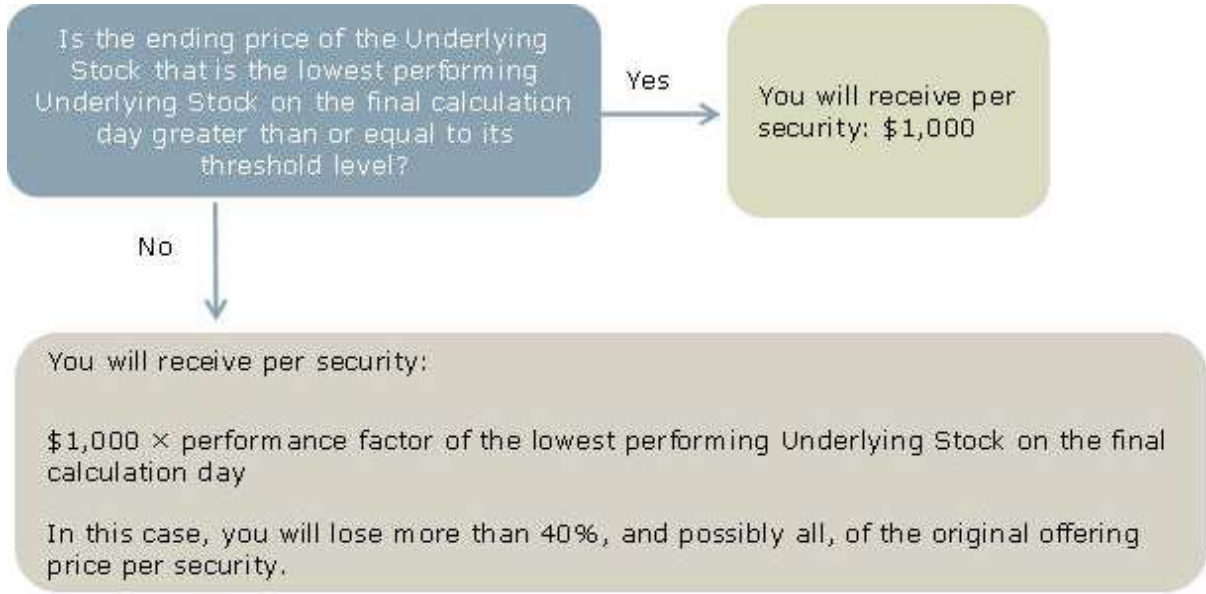 Is the ending price of the Underlying
Stock that is the lowest performing
Underlying Stock on the final calculation
day greater than or equal to its
threshold level?
Yes
You will receive per
security: $1,000
No
You will receive per security:
$1,000 × performance factor of the lowest performing Underlying Stock on the final
calculation day
In this case, you will lose more than 40%, and possibly all, of the original offering
price per security.